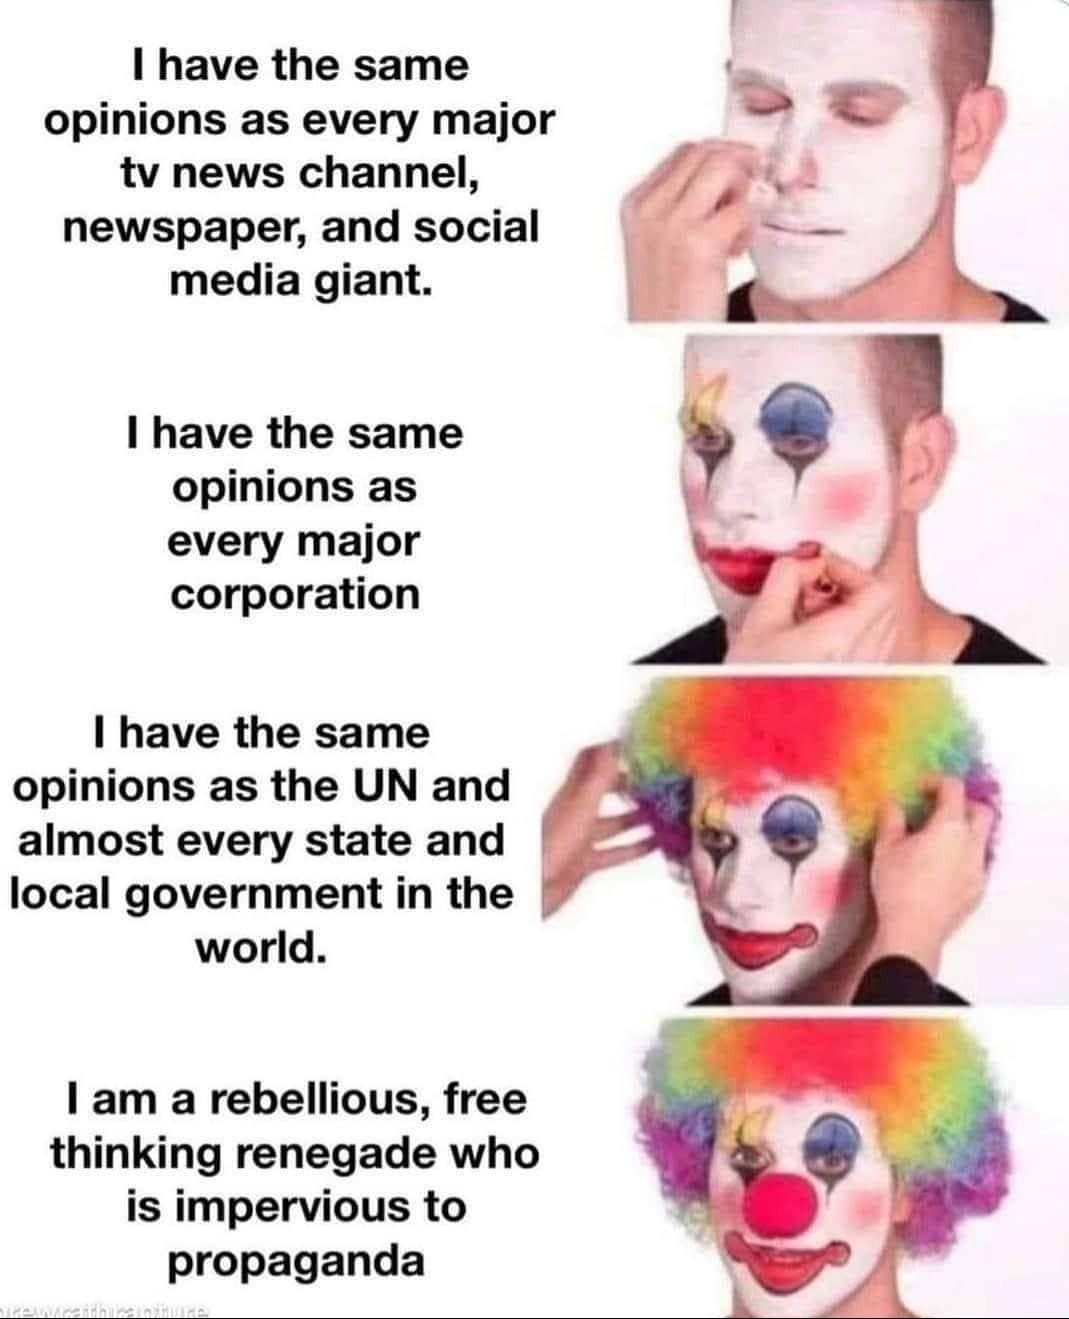 I have the same
opinions as every major
tv news channel,
newspaper, and social
media giant.
I have the same
opinions as
every major
corporation
I have the same
opinions as the UN and
almost every state and
local government in the
world.
I am a rebellious, free
thinking renegade who
is impervious to
propaganda